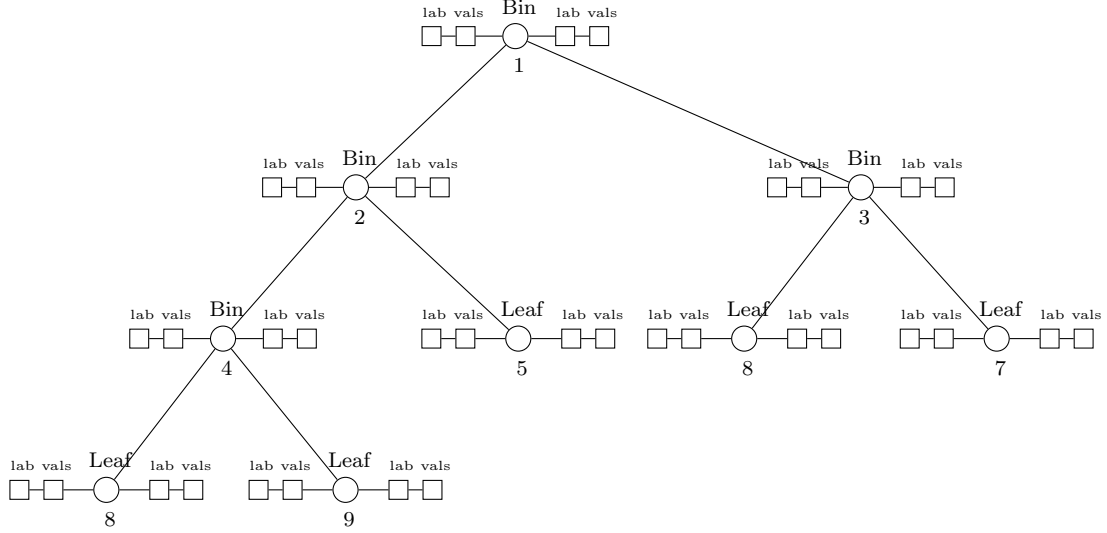 Bin
lab vals lab vals
1
Bin Bin
lab vals lab vals lab vals lab vals
2 3
Bin Leaf Leaf Leaf
lab vals lab vals lab vals lab vals lab vals lab vals lab vals lab vals
4 5 8 7
Leaf Leaf
lab vals lab vals lab vals lab vals
8 9